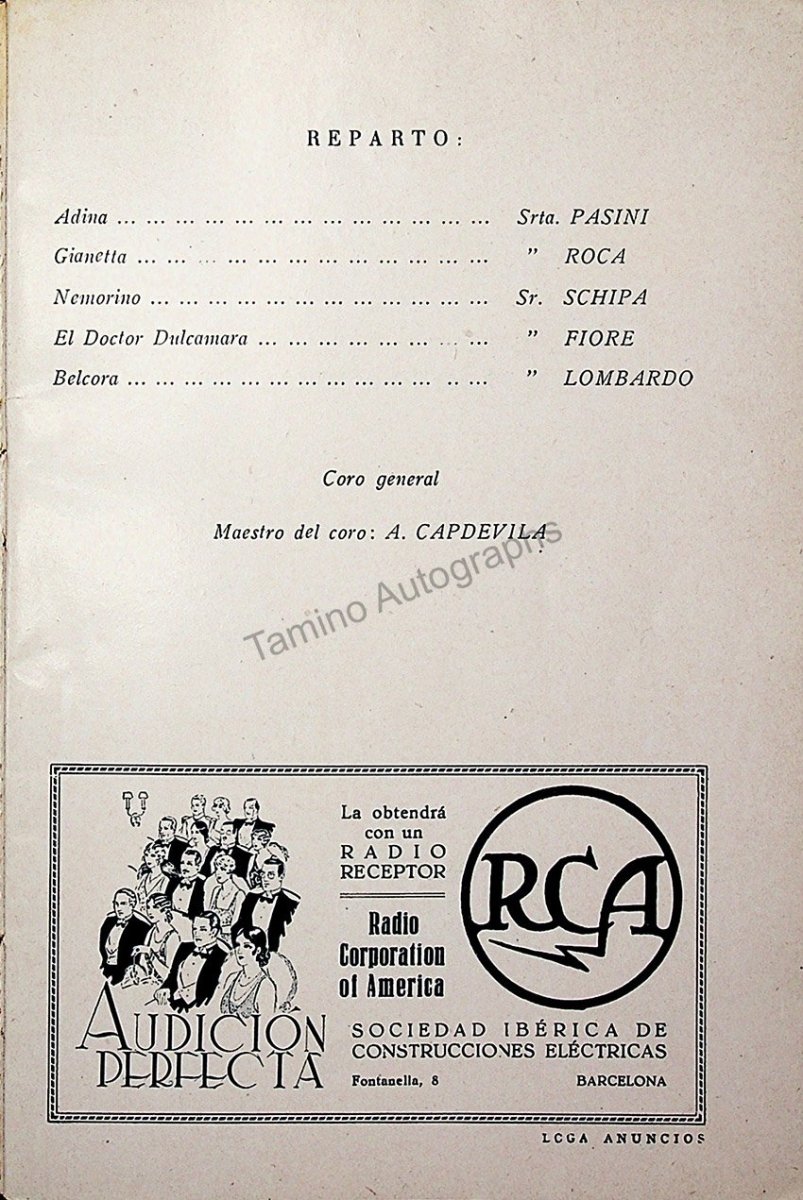 REPARTO:
Adina ... ... ... ... ... ... ... ... ... ... ... ... ... Srta. PASINI
Gianetta ... ... ... ... ... ... ... ... ... ... ... ... " ROCA
Nemorino ... ... ... ... ... ... ... ... ... ... ... ... Sr. SCHIPA
El Doctor Dulcamara ... ... ... ... ... ... ... ... " FIORE
Belcora ... ... ... ... ... ... ... ... ... ... ... .. ... " LOMBARDO
Coro general
Maestro del coro: A. CAPDEVILA
Tamino Autographs
La obtendrá
con un
RADIO
RECEPTOR
Radio
Corporation
of America
RCA
AUDICIÓN
PERFECTA
SOCIEDAD IBÉRICA DE
CONSTRUCCIONES ELÉCTRICAS
Fontanella, 8 BARCELONA
LCGA ANUNCIOS